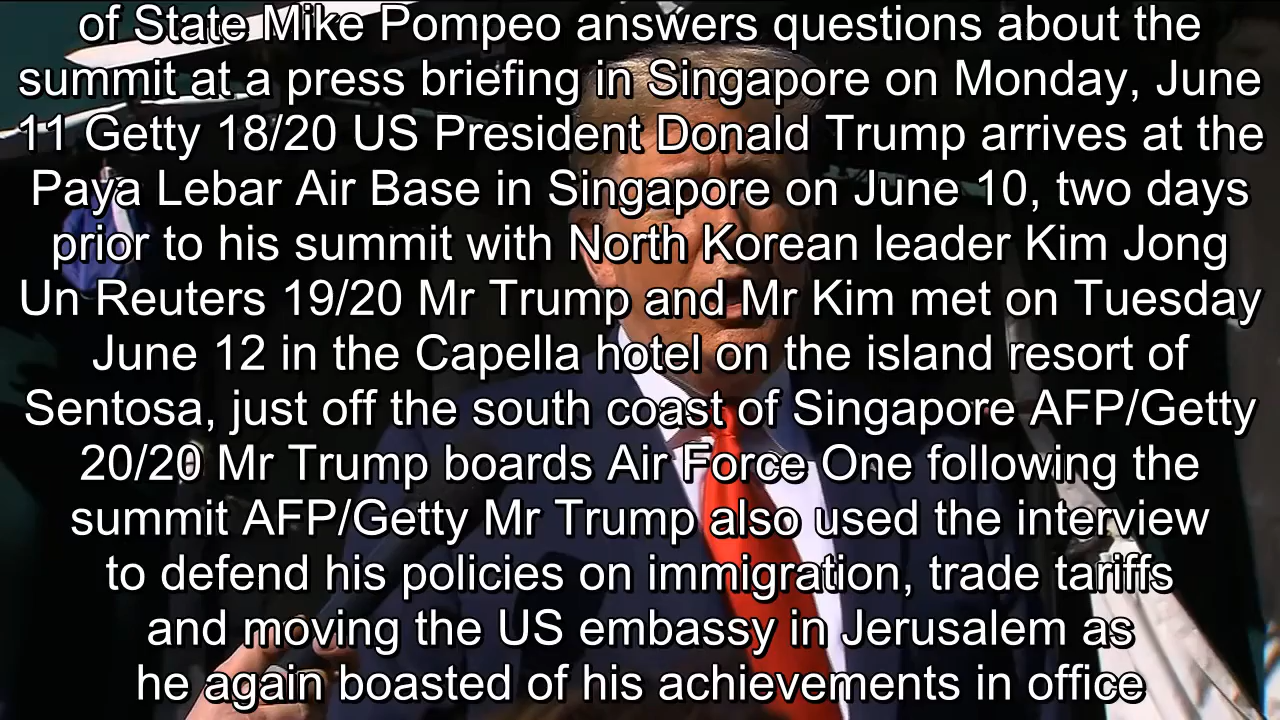 of State Mike Pompeo answers questions about the
summit at a press briefing in Singapore on Monday, June
11 Getty 18/20 US President Donald Trump arrives at the
Paya Lebar Air Base in Singapore on June 10, two days
prior to his summit with North Korean leader Kim Jong
Un Reuters 19/20 Mr Trump and Mr Kim met on Tuesday
June 12 in the Capella hotel on the island resort of
Sentosa, just off the south coast of Singapore AFP/Getty
20/20 Mr Trump boards Air Force One following the
summit AFP/Getty Mr Trump also used the interview
to defend his policies on immigration, trade tariffs
and moving the US embassy in Jerusalem as
he again boasted of his achievements in office